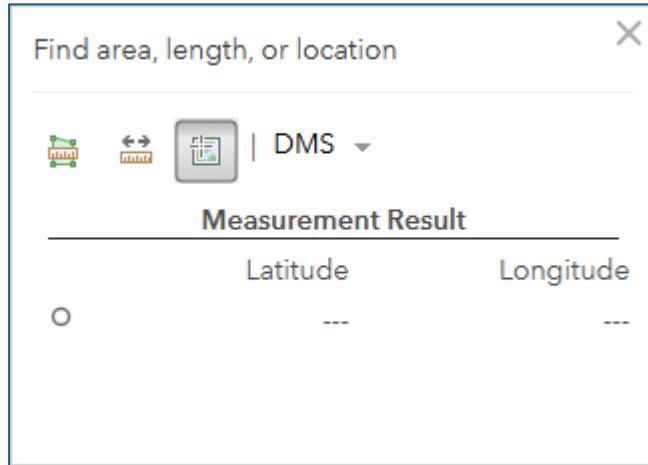 Find area, length, or location
| DMS
Measurement Result
Latitude Longitude
--- ---